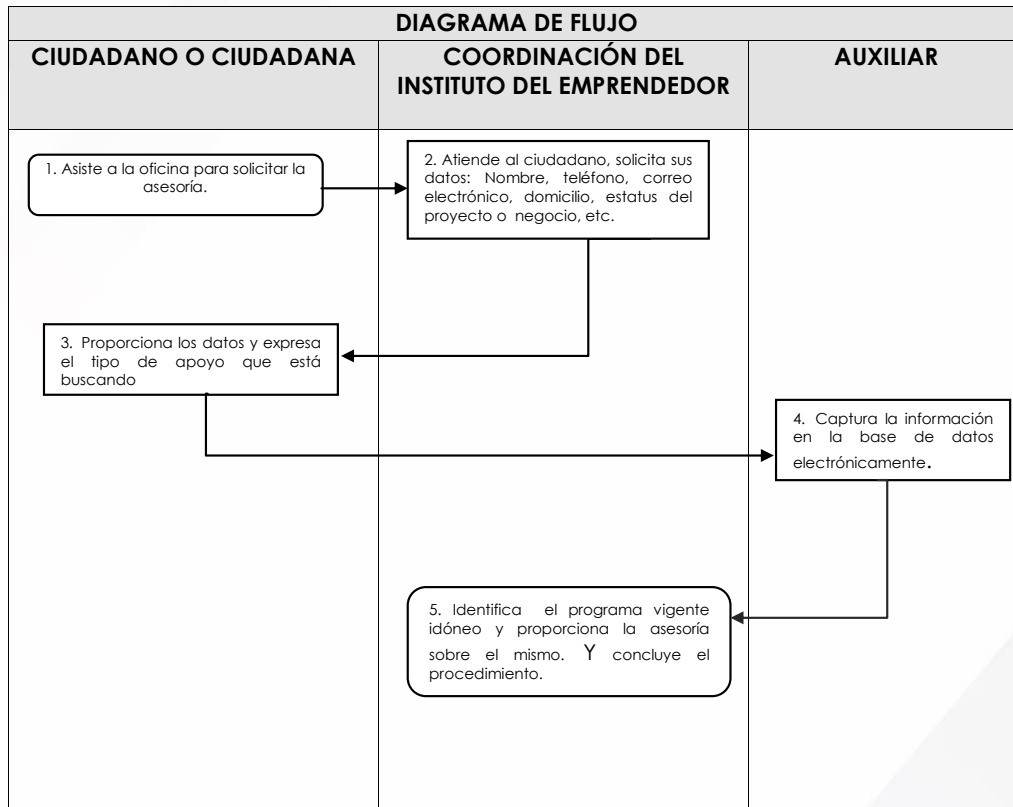 DIAGRAMA DE FLUJO
CIUDADANO O CIUDADANA
COORDINACIÓN DEL
INSTITUTO DEL EMPRENDEDOR
AUXILIAR
1. Asiste a la oficina para solicitar la
asesoría.
2. Atiende al ciudadano, solicita sus
datos: Nombre, teléfono, correo
electrónico, domicilio, estatus del
proyecto o negocio, etc.
3. Proporciona los datos y expresa
el tipo de apoyo que está
buscando
4. Captura la información
en la base de datos
electrónicamente.
5. Identifica el programa vigente
idóneo y proporciona la asesoría
sobre el mismo. Y concluye el
procedimiento.